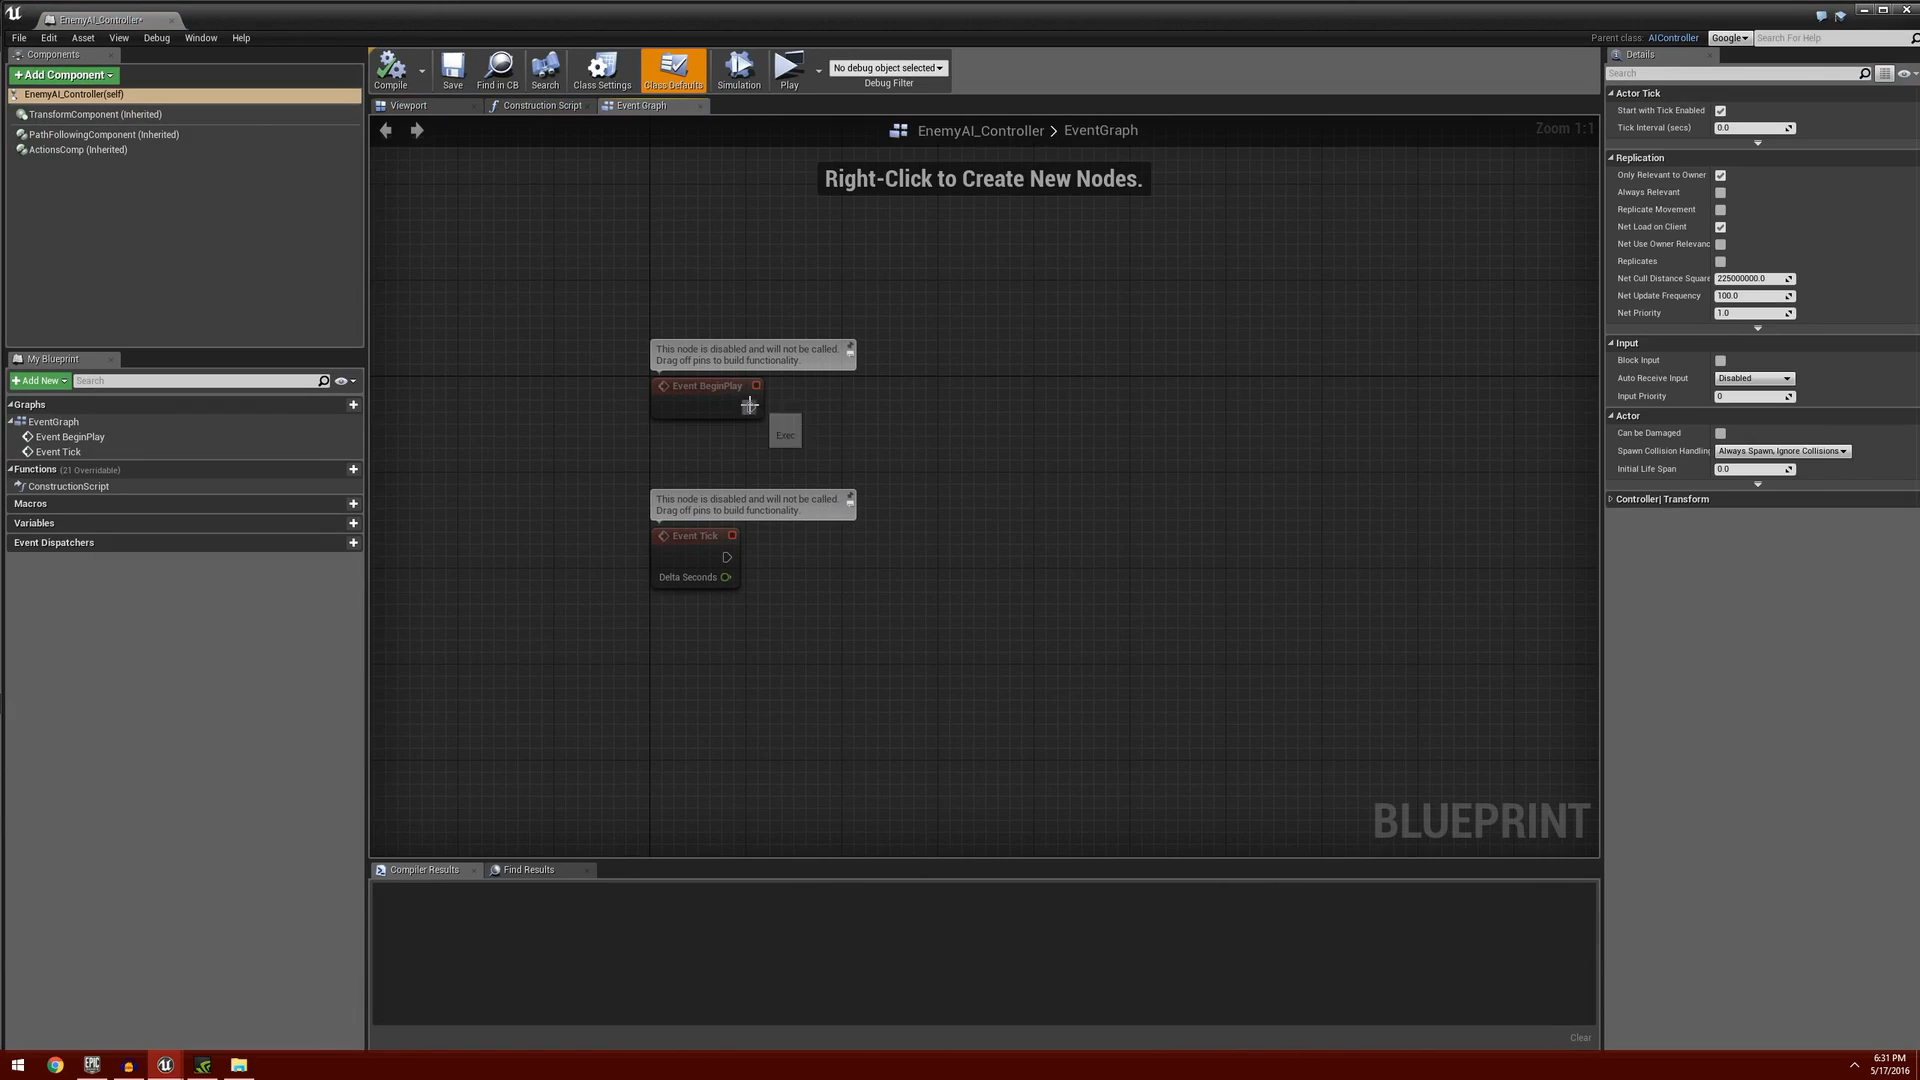 EnemyAI_Controller*
File Edit Asset View Debug Window Help
Parent class: AIController Google Search For Help
Components
+Add Component
EnemyAI_Controller(self)
TransformComponent (Inherited)
PathFollowingComponent (Inherited)
ActionsComp (Inherited)
My Blueprint
+Add New Search
Graphs
EventGraph
Event BeginPlay
Event Tick
Functions (21 Overridable)
ConstructionScript
Macros
Variables
Event Dispatchers
Compile Save Find in CB Search Class Settings Class Defaults Simulation Play
No debug object selected
Debug Filter
Viewport Construction Script Event Graph
EnemyAI_Controller > EventGraph
Zoom 1:1
Right-Click to Create New Nodes.
This node is disabled and will not be called.
Drag off pins to build functionality.
Event BeginPlay
Exec
This node is disabled and will not be called.
Drag off pins to build functionality.
Event Tick
Delta Seconds
BLUEPRINT
Compiler Results Find Results
Clear
Details
Search
Actor Tick
Start with Tick Enabled
Tick Interval (secs) 0.0
Replication
Only Relevant to Owner
Always Relevant
Replicate Movement
Net Load on Client
Net Use Owner Relevanc
Replicates
Net Cull Distance Square 225000000.0
Net Update Frequency 100.0
Net Priority 1.0
Input
Block Input
Auto Receive Input Disabled
Input Priority 0
Actor
Can be Damaged
Spawn Collision Handling Always Spawn, Ignore Collisions
Initial Life Span 0.0
Controller| Transform
EPIC
6:31 PM
5/17/2016